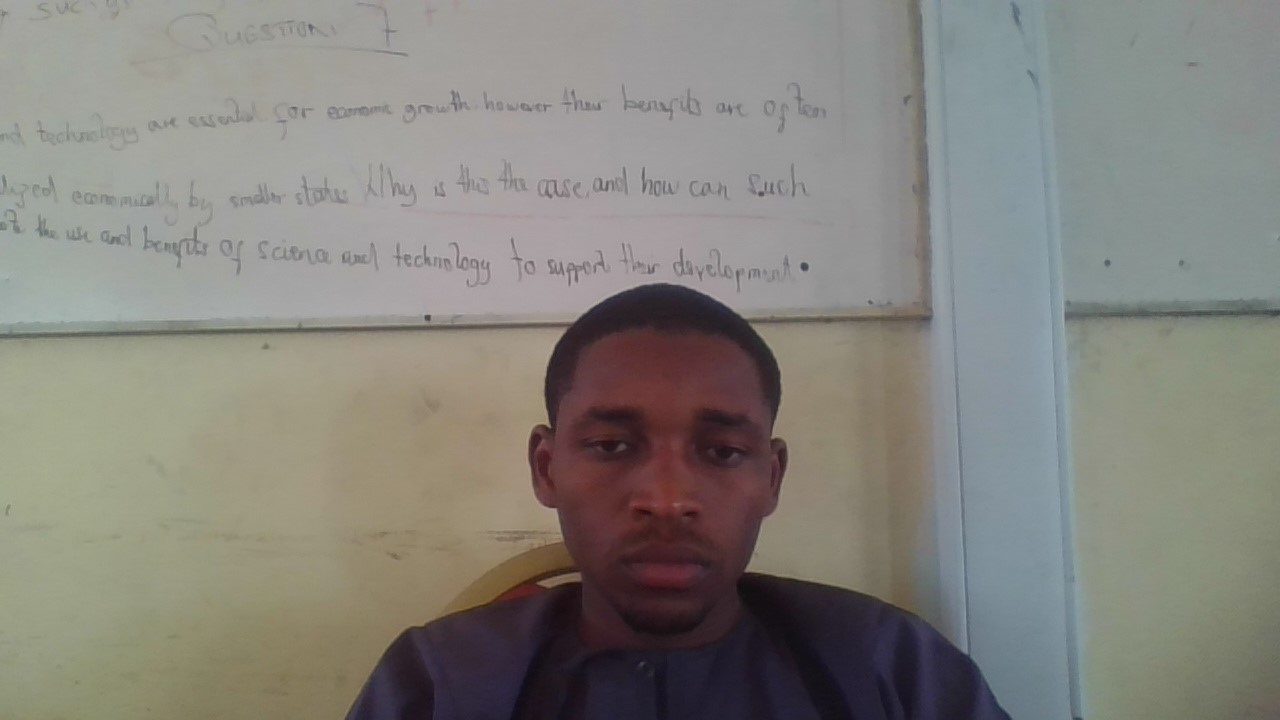 QUESTION 7
technology are essential for economic growth however their benefits are often
economically by smaller states Why is this the case, and how can such
the use and benefits of science and technology to support their development.